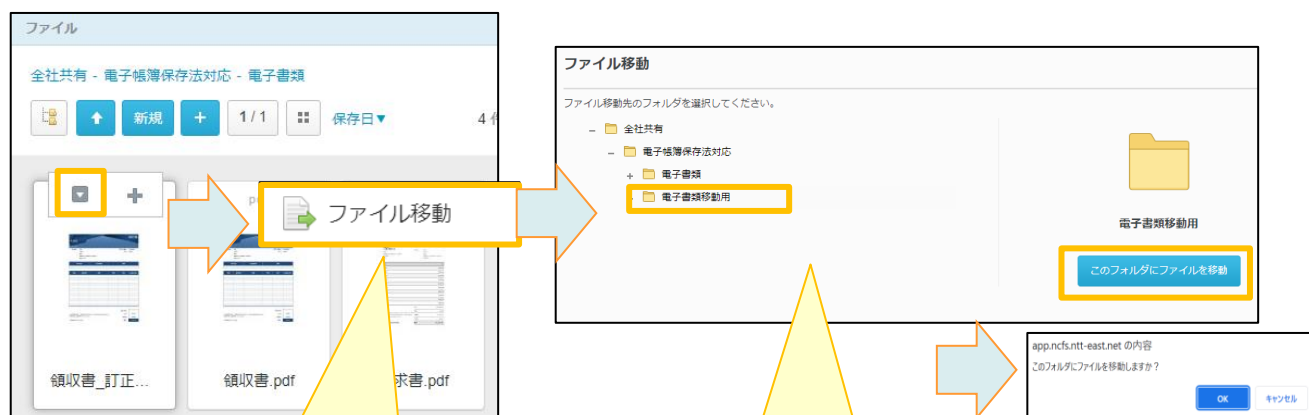 ファイル
全社共有 - 電子帳簿保存法対応 - 電子書類
新規
1 / 1
保存日▼
4
ファイル移動
領収書_訂正...
領収書.pdf
求書.pdf
ファイル移動
ファイル移動先のフォルダを選択してください。
全社共有
電子帳簿保存法対応
電子書類
電子書類移動用
電子書類移動用
このフォルダにファイルを移動
app.ncfs.ntt-east.net の内容
このフォルダにファイルを移動しますか?
OK
キャンセル